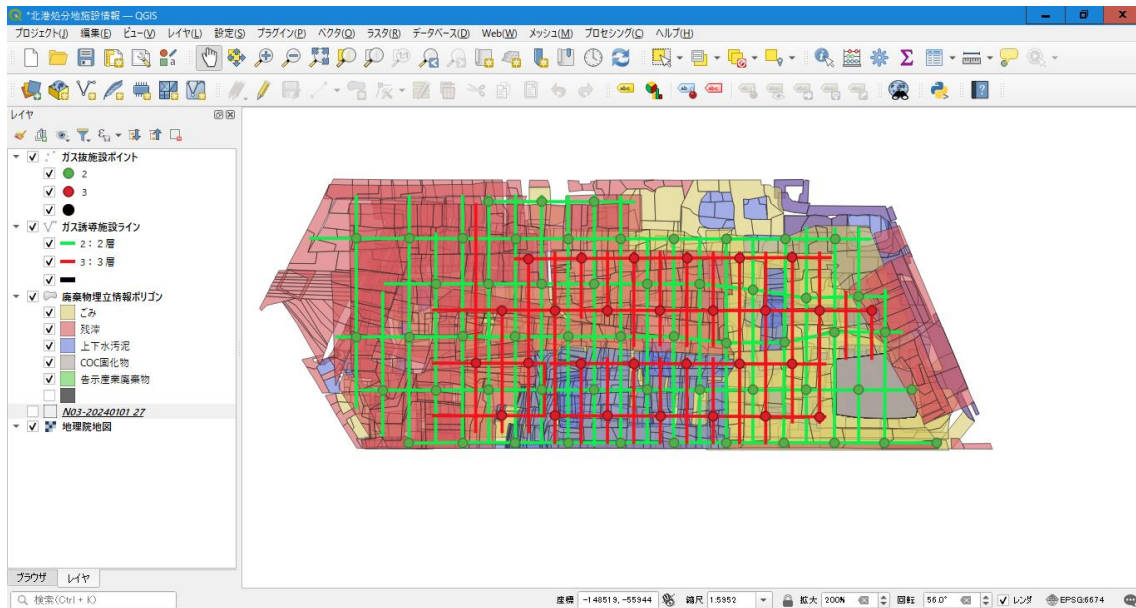 *北港処分地施設情報 — QGIS
プロジェクト(J) 編集(E) ビュー(V) レイヤ(L) 設定(S) プラグイン(P) ベクタ(O) ラスタ(R) データベース(D) Web(W) メッシュ(M) プロセシング(C) ヘルプ(H)
レイヤ
ガス抜施設ポイント
2
3
ガス誘導施設ライン
2：2層
3：3層
廃棄物埋立情報ポリゴン
ごみ
残滓
上下水汚泥
COC固化物
告示産業廃棄物
N03-20240101_27
地理院地図
ブラウザ レイヤ
検索(Ctrl + K) 座標 -148519,-55944 縮尺 1:5952 拡大 200% 回転 56.0° レンダ EPSG:6674